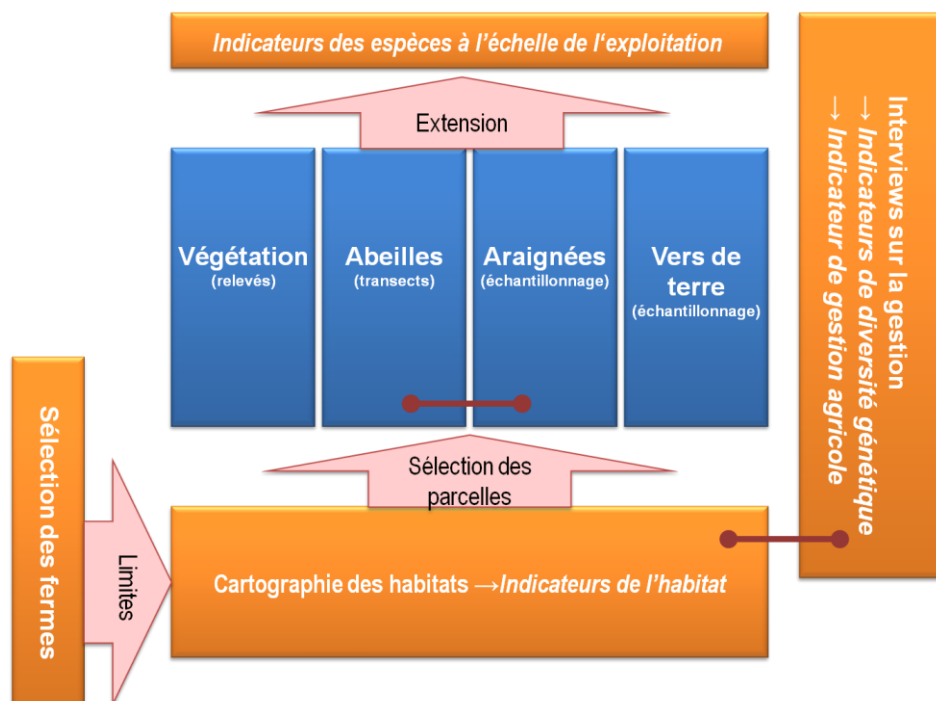 Indicateurs des espèces à l’échelle de l‘exploitation
Extension
Végétation
(relevés)
Abeilles
(transects)
Araignées
(échantillonnage)
Vers de
terre
(échantillonnage)
Interviews sur la gestion
→ Indicateurs de diversité génétique
→ Indicateur de gestion agricole
Sélection des fermes
Limites
Sélection des
parcelles
Cartographie des habitats →Indicateurs de l’habitat